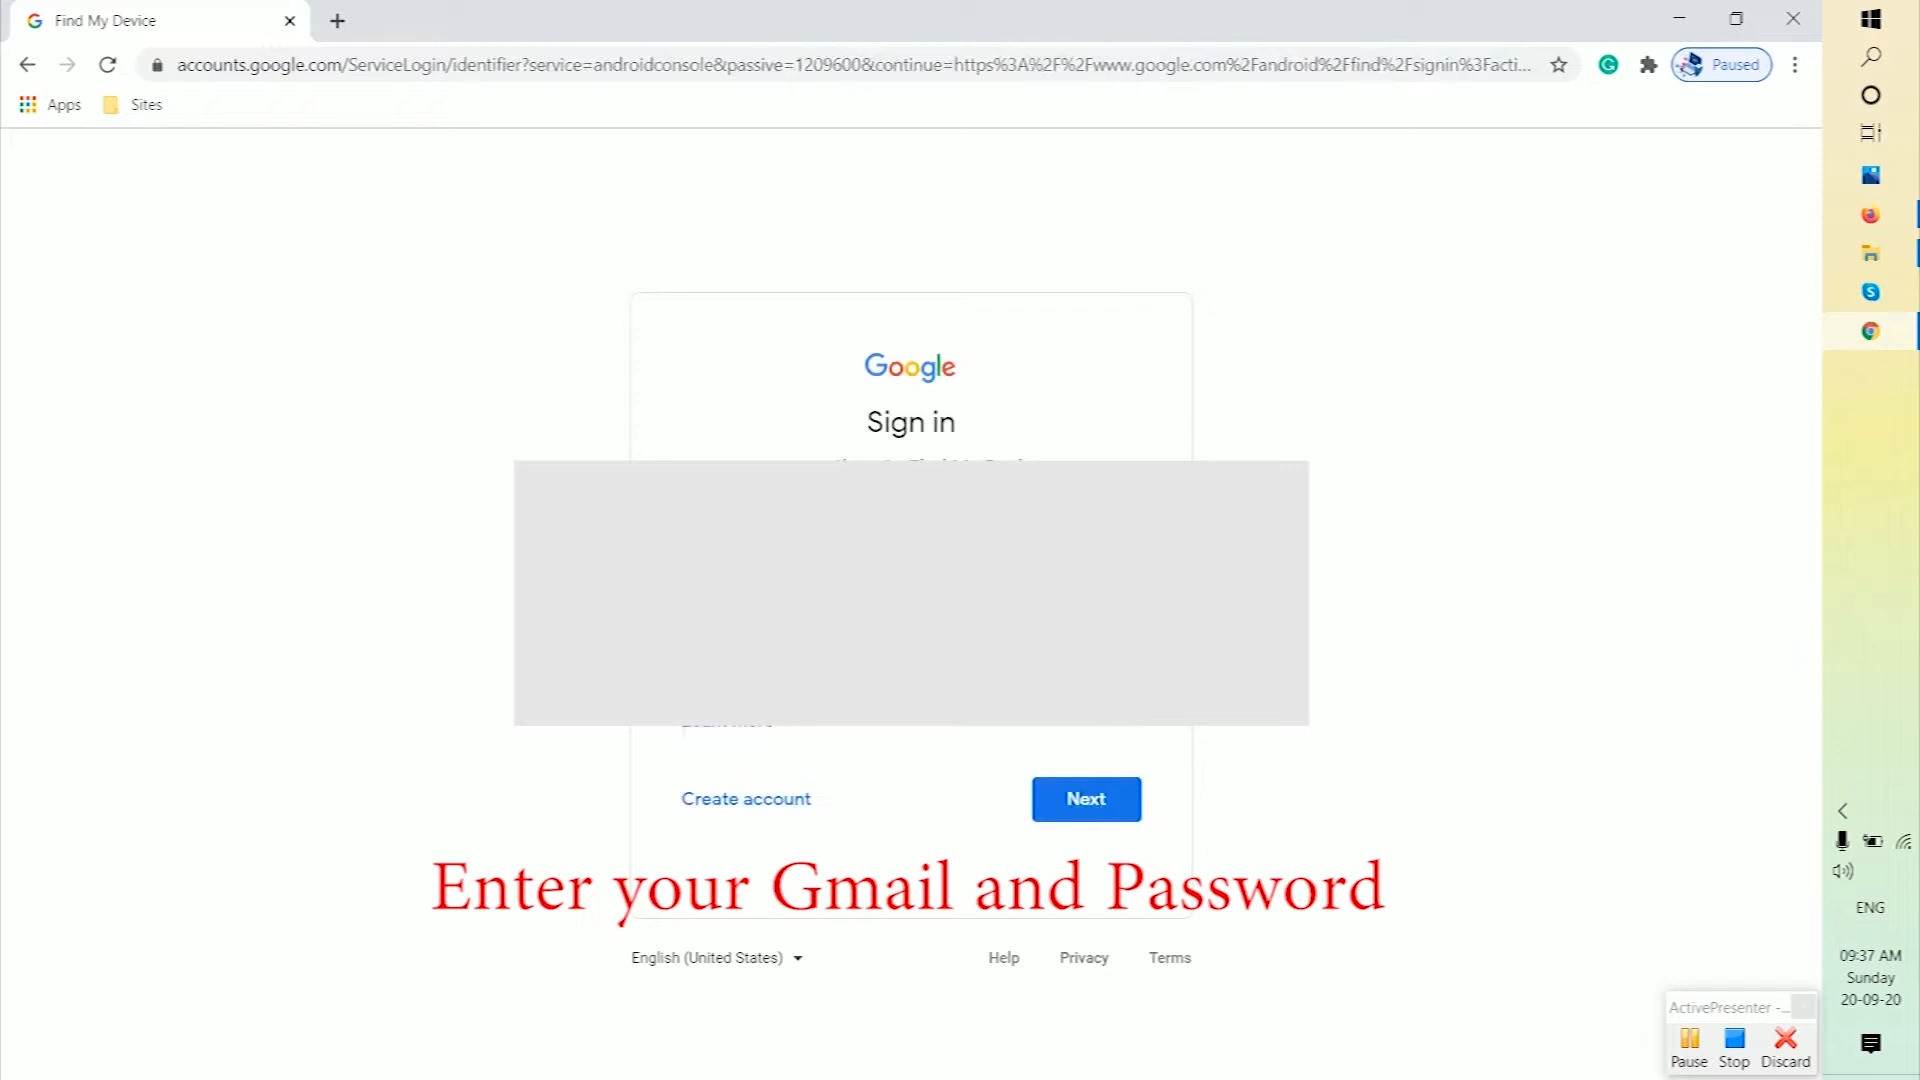 Find My Device
accounts.google.com/ServiceLogin/identifier?service=androidconsole&passive=1209600&continue=https%3A%2F%2Fwww.google.com%2Fandroid%2Ffind%2Fsignin%3Facti...
Paused
Apps
Sites
Google
Sign in
Create account
Next
Enter your Gmail and Password
English (United States)
Help
Privacy
Terms
ENG
09:37 AM
Sunday
20-09-20
ActivePresenter -...
Pause
Stop
Discard